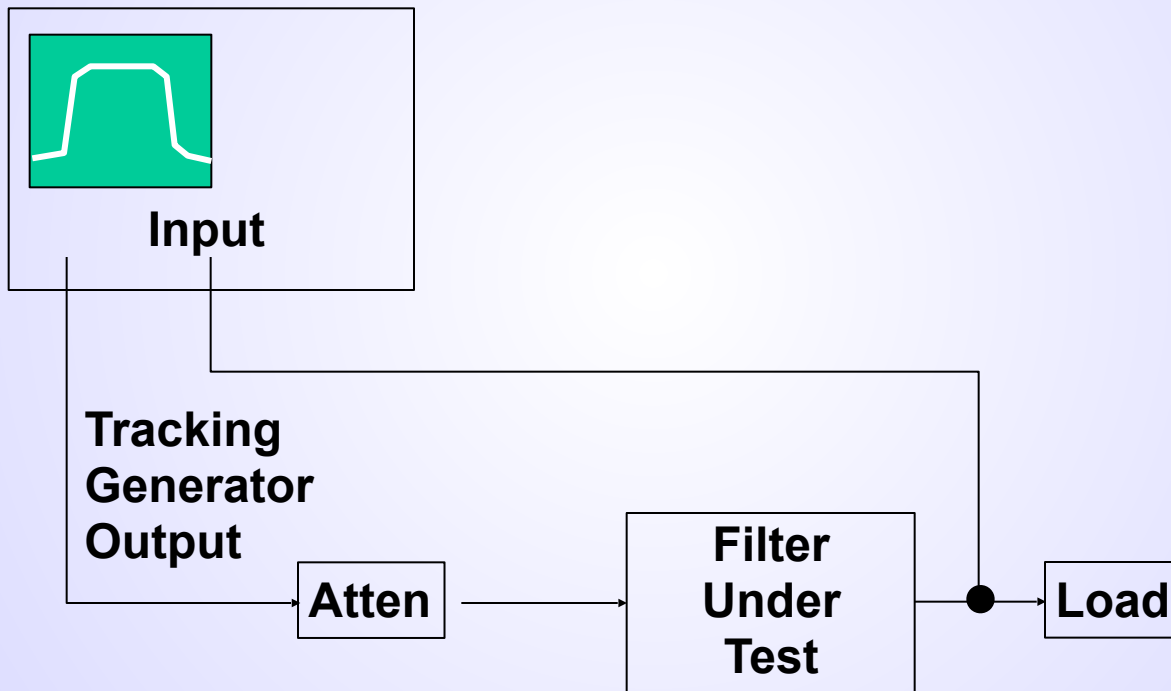 Input
Tracking
Generator
Output
Atten
Filter
Under
Test
Load